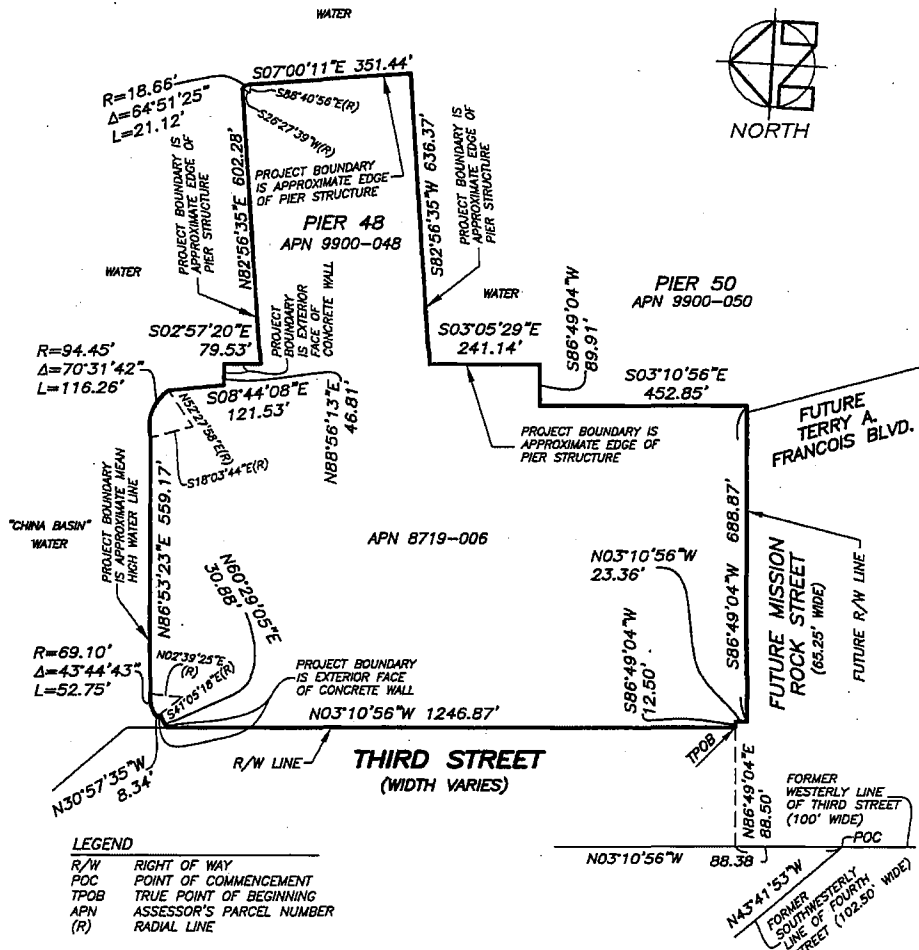 WATER
S07°00'11"E 351.44'
R=18.66'
Δ=64°51'25"
L=21.12'
S88°40'56"E(R)
S26°27'39"W(R)
NORTH
PROJECT BOUNDARY IS
APPROXIMATE EDGE OF
PIER STRUCTURE
N82°56'35"E 602.28'
PROJECT BOUNDARY
IS APPROXIMATE EDGE
OF PIER STRUCTURE
S82°56'35"W 636.37'
PROJECT BOUNDARY IS
APPROXIMATE EDGE OF
PIER STRUCTURE
PIER 48
APN 9900-048
WATER
WATER
PIER 50
APN 9900-050
S02°57'20"E
79.53'
PROJECT
BOUNDARY
IS EXTERIOR
FACE OF
CONCRETE WALL
S03°05'29"E
241.14'
S86°49'04"W
89.91'
R=94.45'
Δ=70°31'42"
L=116.26'
S08°44'08"E
121.53'
N88°56'13"E
46.81'
S03°10'56"E
452.85'
N52°27'58"E(R)
S18°03'44"E(R)
PROJECT BOUNDARY IS
APPROXIMATE EDGE OF
PIER STRUCTURE
FUTURE
TERRY A.
FRANCOIS BLVD.
"CHINA BASIN"
WATER
PROJECT BOUNDARY
IS APPROXIMATE MEAN
HIGH WATER LINE
N86°53'23"E 559.17'
APN 8719-006
N60°29'05"E
30.88'
N03°10'56"W
23.36'
S86°49'04"W 688.87'
FUTURE MISSION
ROCK STREET
(65.25' WIDE)
FUTURE R/W LINE
R=69.10'
Δ=43°44'43"
L=52.75'
N02°39'25"E
(R)
S41°05'18"E(R)
PROJECT BOUNDARY
IS EXTERIOR FACE
OF CONCRETE WALL
S86°49'04"W
12.50'
N03°10'56"W 1246.87'
N30°57'35"W
8.34'
R/W LINE
THIRD STREET
(WIDTH VARIES)
TPOB
N86°49'04"E
88.50'
FORMER
WESTERLY LINE
OF THIRD STREET
(100' WIDE)
POC
N03°10'56"W 88.38
N43°41'53"W
FORMER
SOUTHWESTERLY
LINE OF FOURTH
STREET (102.50' WIDE)
LEGEND
R/W RIGHT OF WAY
POC POINT OF COMMENCEMENT
TPOB TRUE POINT OF BEGINNING
APN ASSESSOR'S PARCEL NUMBER
(R) RADIAL LINE